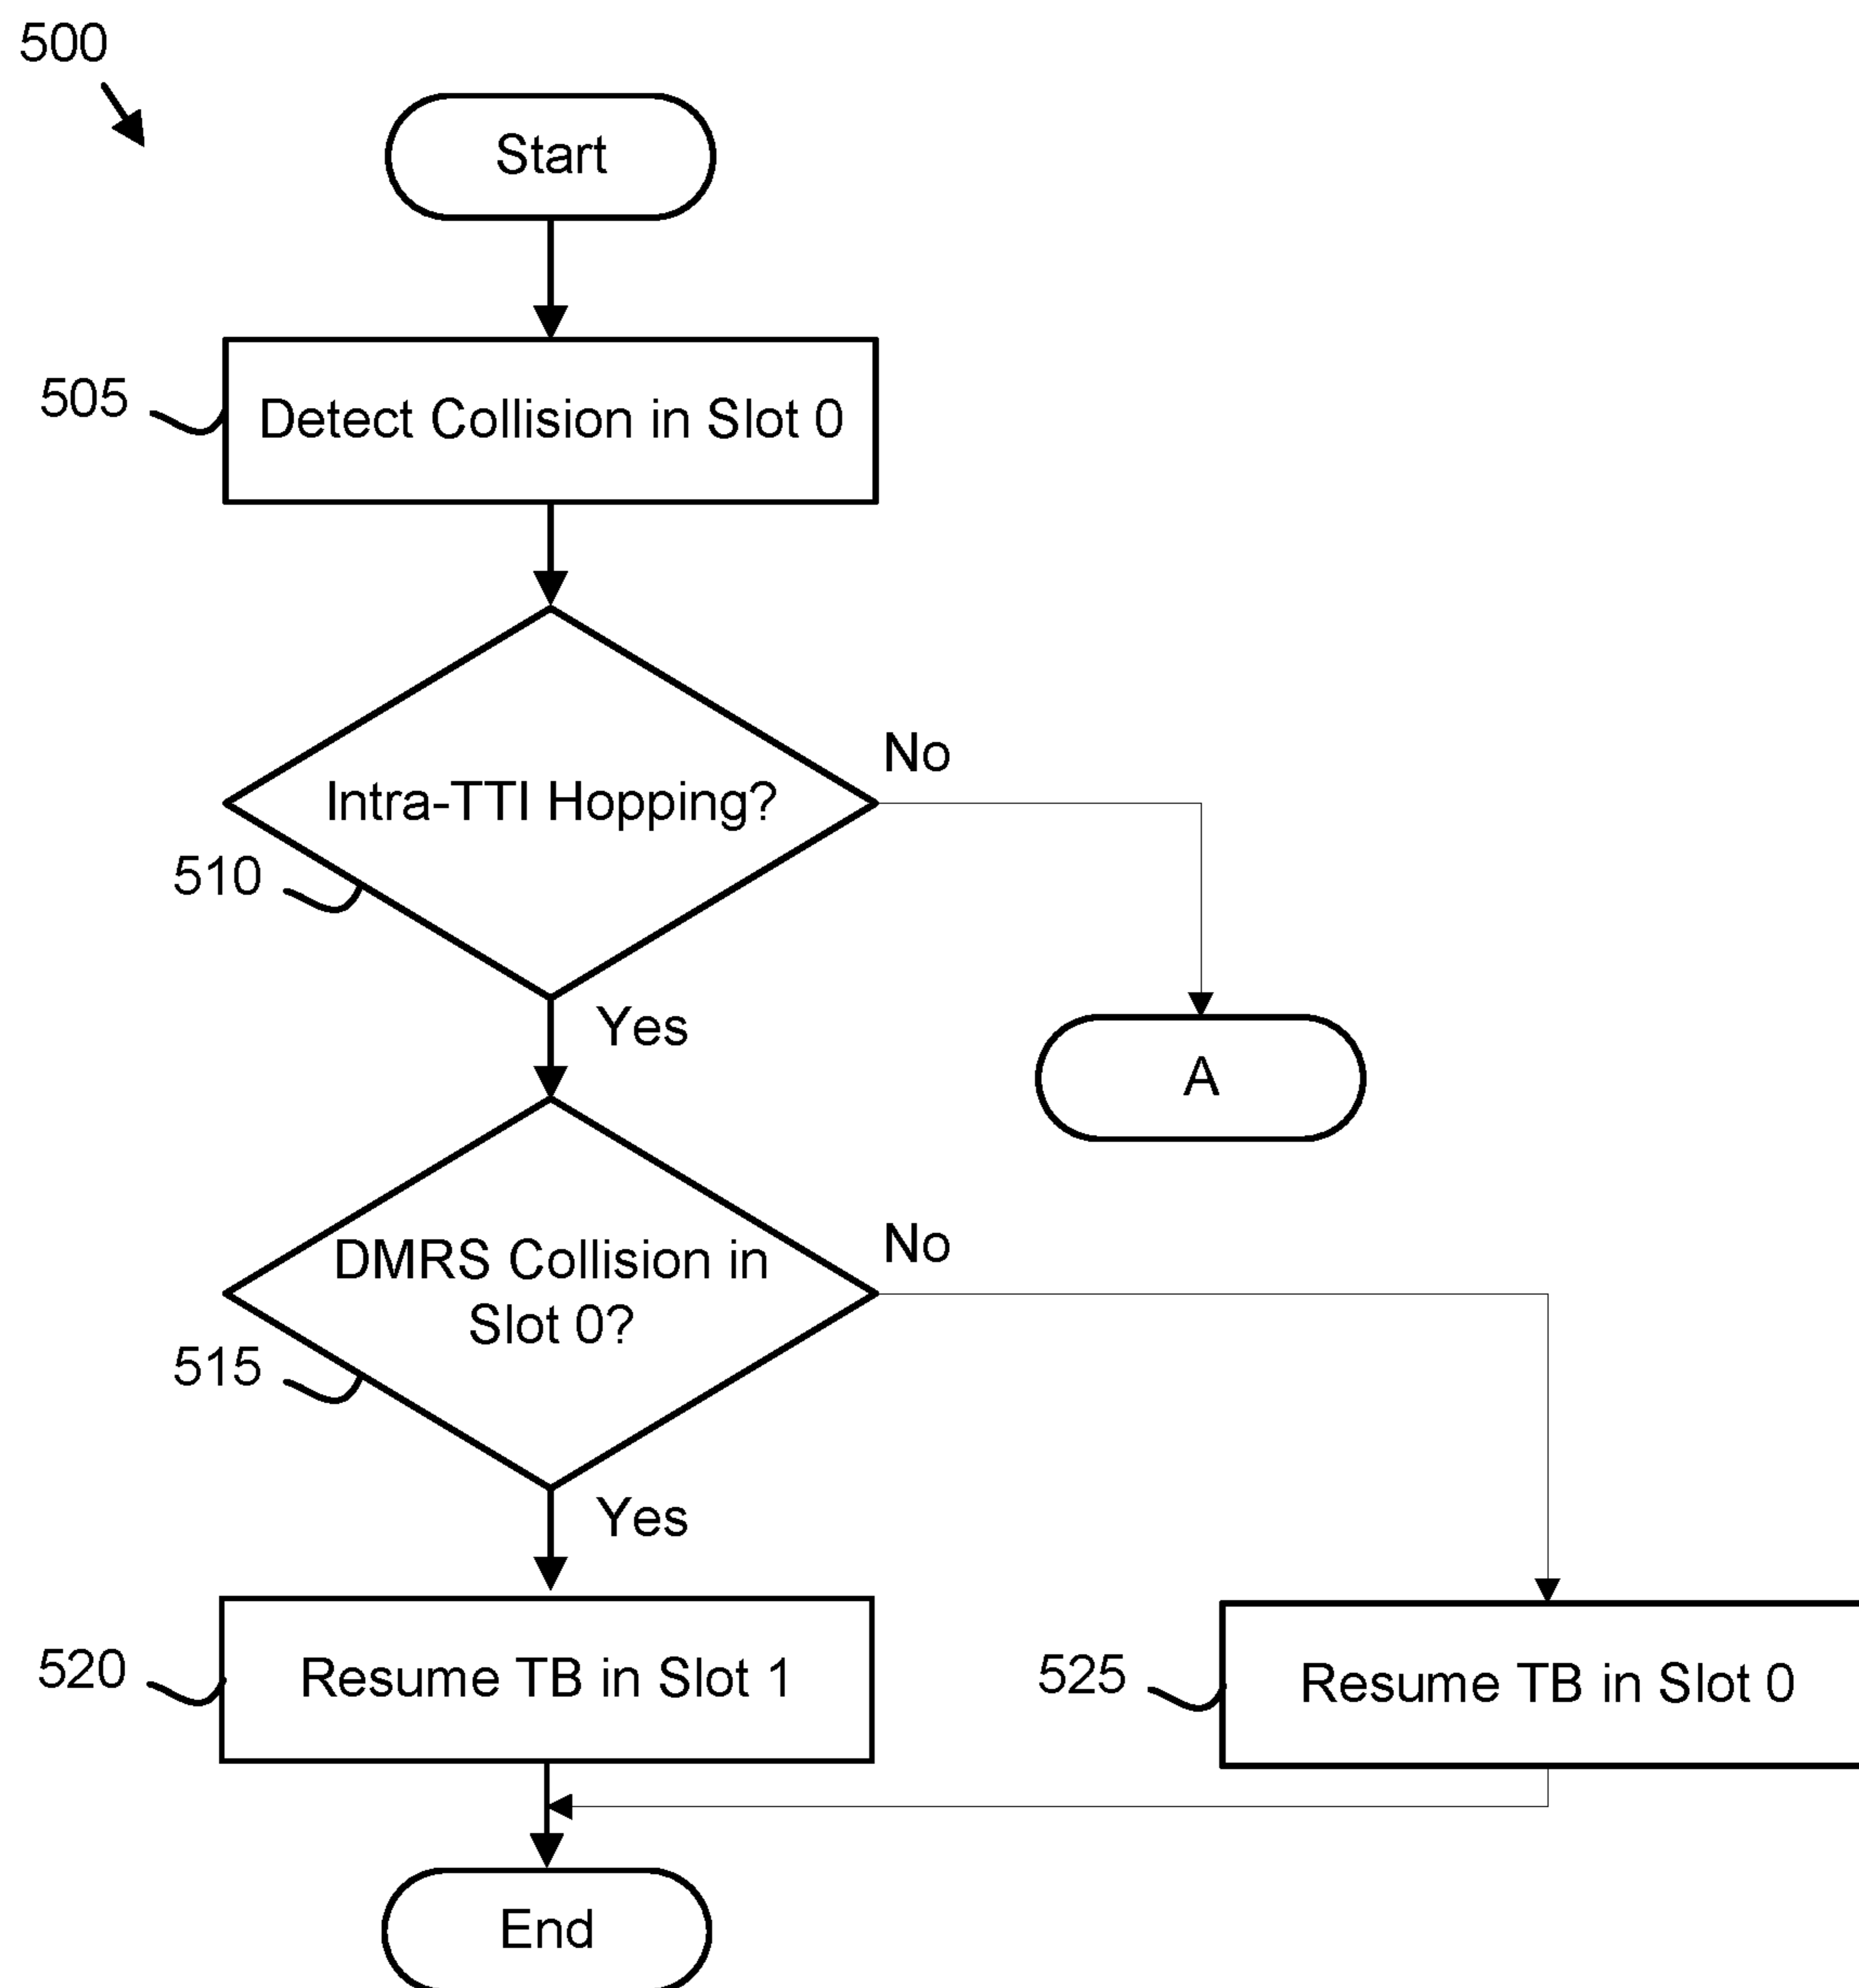 500
Start
505
Detect Collision in Slot 0
Intra-TTI Hopping?
No
510
Yes
A
DMRS Collision in
Slot 0?
No
515
Yes
520
Resume TB in Slot 1
525
Resume TB in Slot 0
End